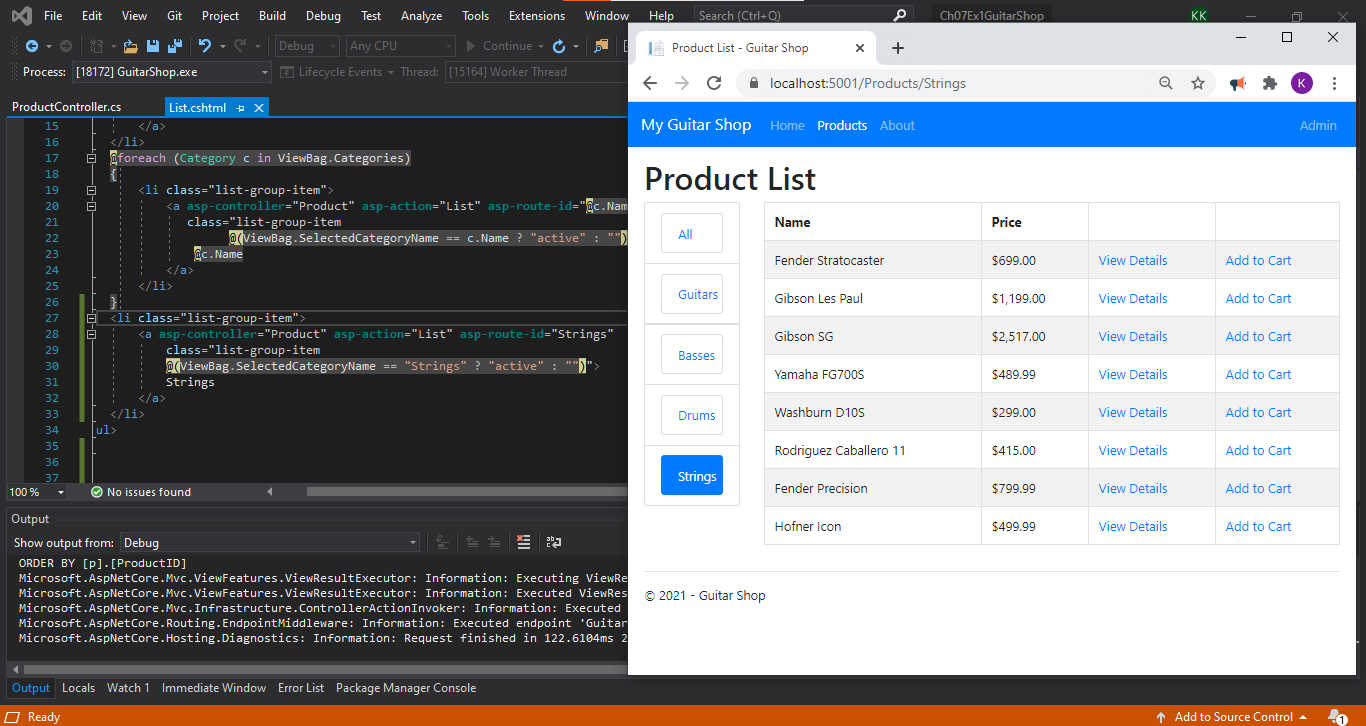 File Edit View Git Project Build Debug Test Analyze Tools Extensions Window Help Search (Ctrl+Q) Ch07Ex1GuitarShop KK
Debug Any CPU Continue
Process: [18172] GuitarShop.exe Lifecycle Events Thread: [15164] Worker Thread
ProductController.cs List.cshtml
15 </a>
16 </li>
17 @foreach (Category c in ViewBag.Categories)
18 {
19 <li class="list-group-item">
20 <a asp-controller="Product" asp-action="List" asp-route-id="@c.Nam
21 class="list-group-item
22 @(ViewBag.SelectedCategoryName == c.Name ? "active" : "")
23 @c.Name
24 </a>
25 </li>
26 }
27 <li class="list-group-item">
28 <a asp-controller="Product" asp-action="List" asp-route-id="Strings"
29 class="list-group-item
30 @(ViewBag.SelectedCategoryName == "Strings" ? "active" : "")">
31 Strings
32 </a>
33 </li>
34 ul>
35
36
37
100 % No issues found
Output
Show output from: Debug
ORDER BY [p].[ProductID]
Microsoft.AspNetCore.Mvc.ViewFeatures.ViewResultExecutor: Information: Executing ViewRe
Microsoft.AspNetCore.Mvc.ViewFeatures.ViewResultExecutor: Information: Executed ViewRes
Microsoft.AspNetCore.Mvc.Infrastructure.ControllerActionInvoker: Information: Executed
Microsoft.AspNetCore.Routing.EndpointMiddleware: Information: Executed endpoint 'Guitar
Microsoft.AspNetCore.Hosting.Diagnostics: Information: Request finished in 122.6104ms 2
Output Locals Watch 1 Immediate Window Error List Package Manager Console
Ready Add to Source Control 1
Product List - Guitar Shop
localhost:5001/Products/Strings K
My Guitar Shop Home Products About Admin
Product List
All
Guitars
Basses
Drums
Strings
Name Price
Fender Stratocaster $699.00 View Details Add to Cart
Gibson Les Paul $1,199.00 View Details Add to Cart
Gibson SG $2,517.00 View Details Add to Cart
Yamaha FG700S $489.99 View Details Add to Cart
Washburn D10S $299.00 View Details Add to Cart
Rodriguez Caballero 11 $415.00 View Details Add to Cart
Fender Precision $799.99 View Details Add to Cart
Hofner Icon $499.99 View Details Add to Cart
© 2021 - Guitar Shop